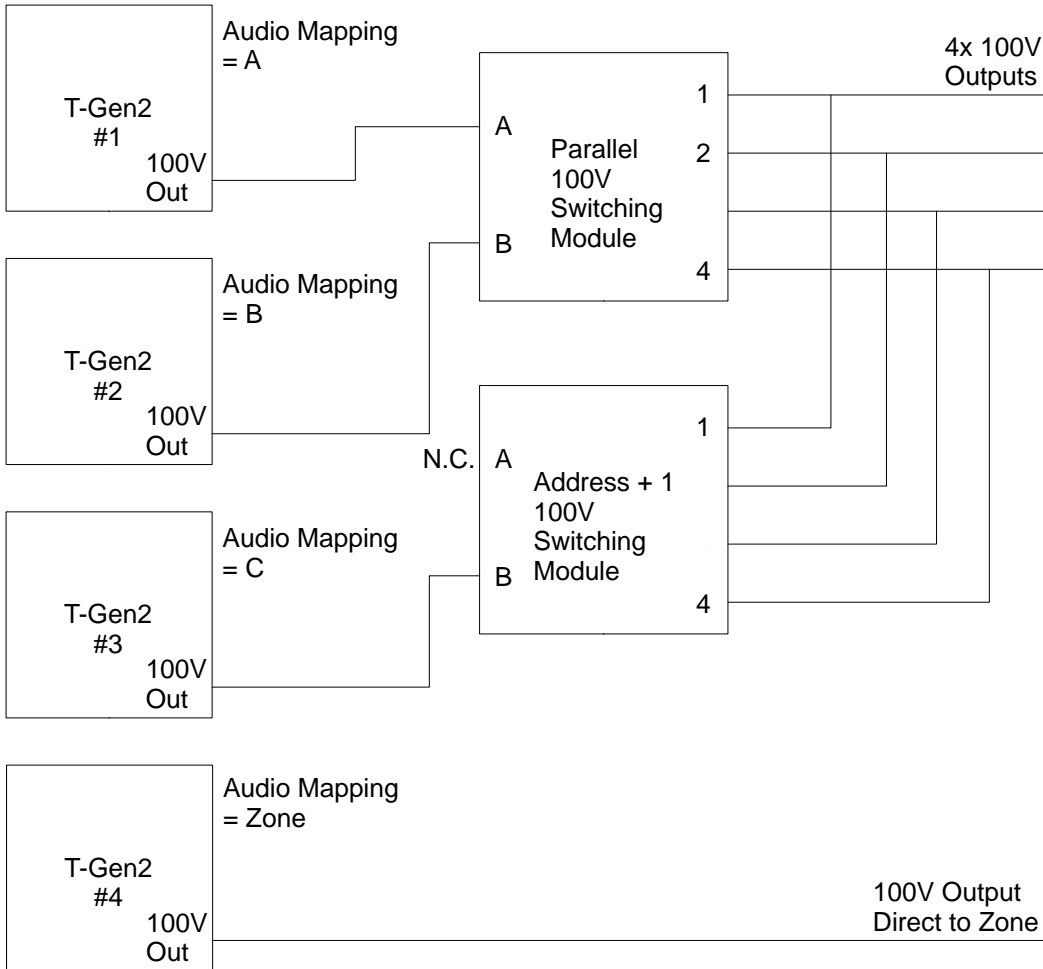 Audio Mapping
= A
T-Gen2
#1
100V
Out
4x 100V
Outputs
A
B
Parallel
100V
Switching
Module
1
2
4
Audio Mapping
= B
T-Gen2
#2
100V
Out
N.C.
A
B
Address + 1
100V
Switching
Module
1
4
Audio Mapping
= C
T-Gen2
#3
100V
Out
Audio Mapping
= Zone
T-Gen2
#4
100V
Out
100V Output
Direct to Zone